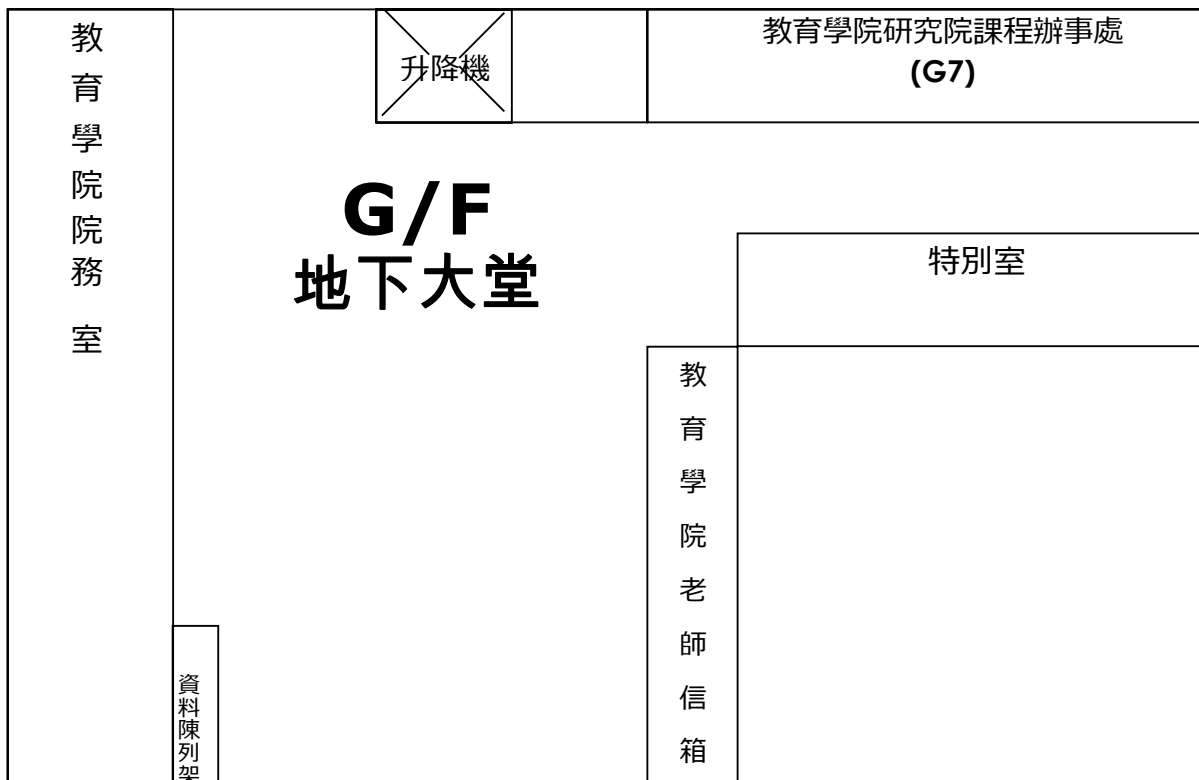 教育學院院務室
升降機
教育學院研究院課程辦事處
(G7)
G/F
地下大堂
特別室
教育學院老師信箱
資料陳列架